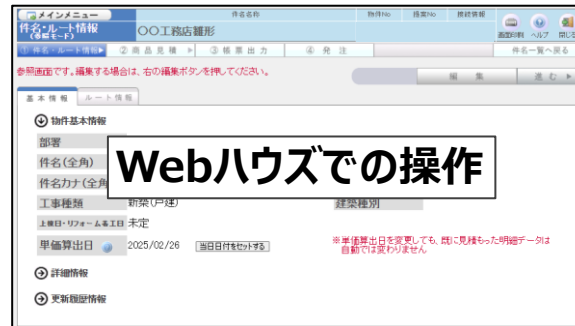 メインメニュー 件名名称 物件No 授業No 接続情報
件名・ルート情報 〇〇工務店雛形
(参照モード) 画面印刷 ヘルプ 閉じる
① 件名・ルート情報 ② 商品見積 ③ 帳票出力 ④ 発注 件名一覧へ戻る
参照画面です。編集する場合は、右の編集ボタンを押してください。 編集 進む
基本情報 ルート情報
物件基本情報
部署
件名(全角)
Webハウズでの操作
件名カナ(全角
工事種類 新築(戸建) 建築種別
上棟日・リフォーム着工日 未定
単価算出日 2025/02/26 当日日付をセットする ※単価算出日を変更しても、既に見積もった明細データは
自動では変わりません
詳細情報
更新履歴情報